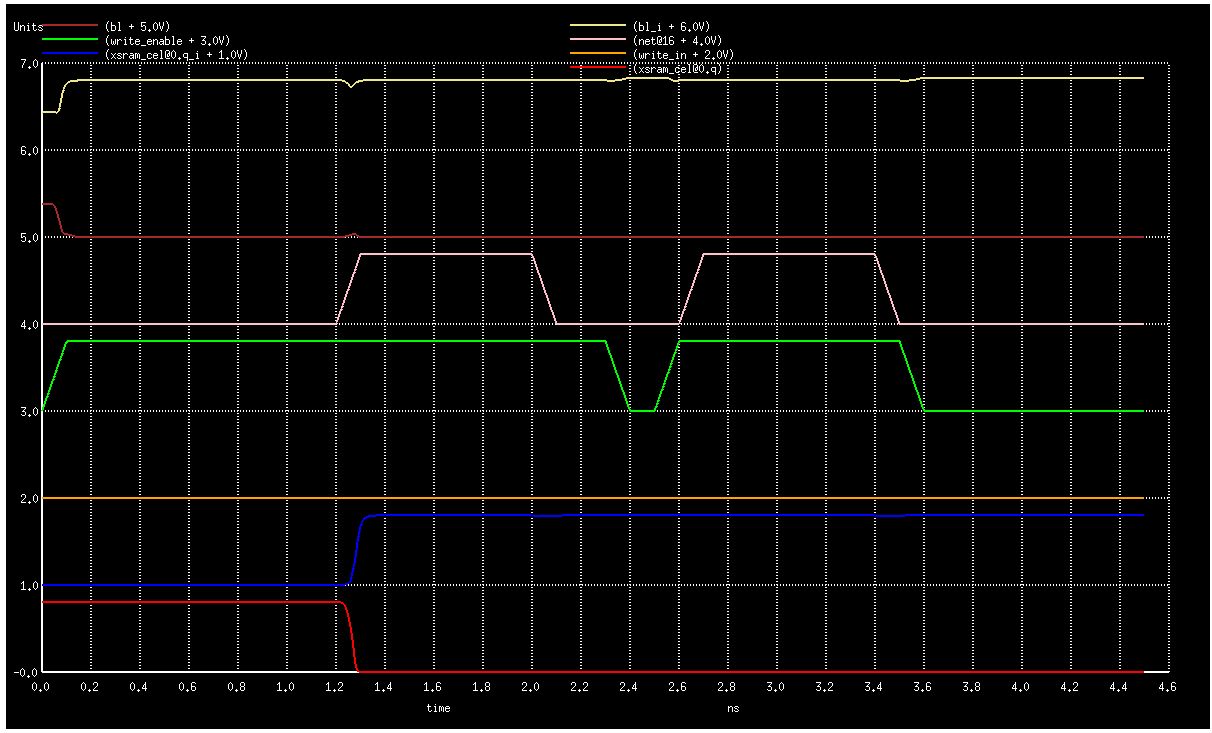 Units (bl + 5.0V) (bl_i + 6.0V)
(write_enable + 3.0V) (net@16 + 4.0V)
(xsram_cel@0.q_i + 1.0V) (write_in + 2.0V)
(xsram_cel@0.q)
7.0
6.0
5.0
4.0
3.0
2.0
1.0
-0.0
0.0 0.2 0.4 0.6 0.8 1.0 1.2 1.4 1.6 1.8 2.0 2.2 2.4 2.6 2.8 3.0 3.2 3.4 3.6 3.8 4.0 4.2 4.4 4.6
time ns